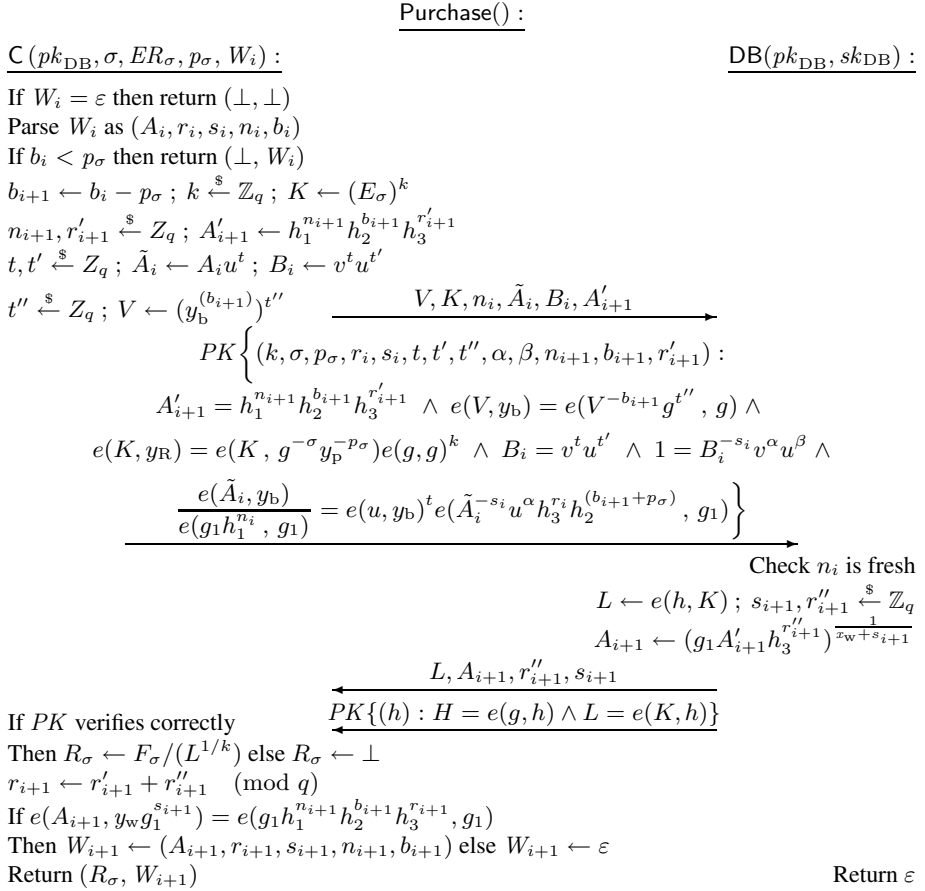 Purchase() :
C (pk_DB, σ, ER_σ, p_σ, W_i) : DB(pk_DB, sk_DB) :
If W_i = ε then return (⊥, ⊥)
Parse W_i as (A_i, r_i, s_i, n_i, b_i)
If b_i < p_σ then return (⊥, W_i)
b_{i+1} ← b_i − p_σ ; k ←$ ℤ_q ; K ← (E_σ)^k
n_{i+1}, r'_{i+1} ←$ Z_q ; A'_{i+1} ← h_1^{n_{i+1}} h_2^{b_{i+1}} h_3^{r'_{i+1}}
t, t' ←$ Z_q ; Ã_i ← A_i u^t ; B_i ← v^t u^{t'}
t'' ←$ Z_q ; V ← (y_b^{(b_{i+1})})^{t''} V, K, n_i, Ã_i, B_i, A'_{i+1}
PK{(k, σ, p_σ, r_i, s_i, t, t', t'', α, β, n_{i+1}, b_{i+1}, r'_{i+1}) :
A'_{i+1} = h_1^{n_{i+1}} h_2^{b_{i+1}} h_3^{r'_{i+1}} ∧ e(V, y_b) = e(V^{−b_{i+1}} g^{t''} , g) ∧
e(K, y_R) = e(K , g^{−σ} y_p^{−p_σ})e(g, g)^k ∧ B_i = v^t u^{t'} ∧ 1 = B_i^{−s_i} v^α u^β ∧
e(Ã_i, y_b) / e(g_1 h_1^{n_i} , g_1) = e(u, y_b)^t e(Ã_i^{−s_i} u^α h_3^{r_i} h_2^{(b_{i+1}+p_σ)} , g_1)}
Check n_i is fresh
L ← e(h, K) ; s_{i+1}, r''_{i+1} ←$ ℤ_q
A_{i+1} ← (g_1 A'_{i+1} h_3^{r''_{i+1}})^{1/(x_w+s_{i+1})}
L, A_{i+1}, r''_{i+1}, s_{i+1}
If PK verifies correctly PK{(h) : H = e(g, h) ∧ L = e(K, h)}
Then R_σ ← F_σ/(L^{1/k}) else R_σ ← ⊥
r_{i+1} ← r'_{i+1} + r''_{i+1} (mod q)
If e(A_{i+1}, y_w g_1^{s_{i+1}}) = e(g_1 h_1^{n_{i+1}} h_2^{b_{i+1}} h_3^{r_{i+1}}, g_1)
Then W_{i+1} ← (A_{i+1}, r_{i+1}, s_{i+1}, n_{i+1}, b_{i+1}) else W_{i+1} ← ε
Return (R_σ, W_{i+1}) Return ε